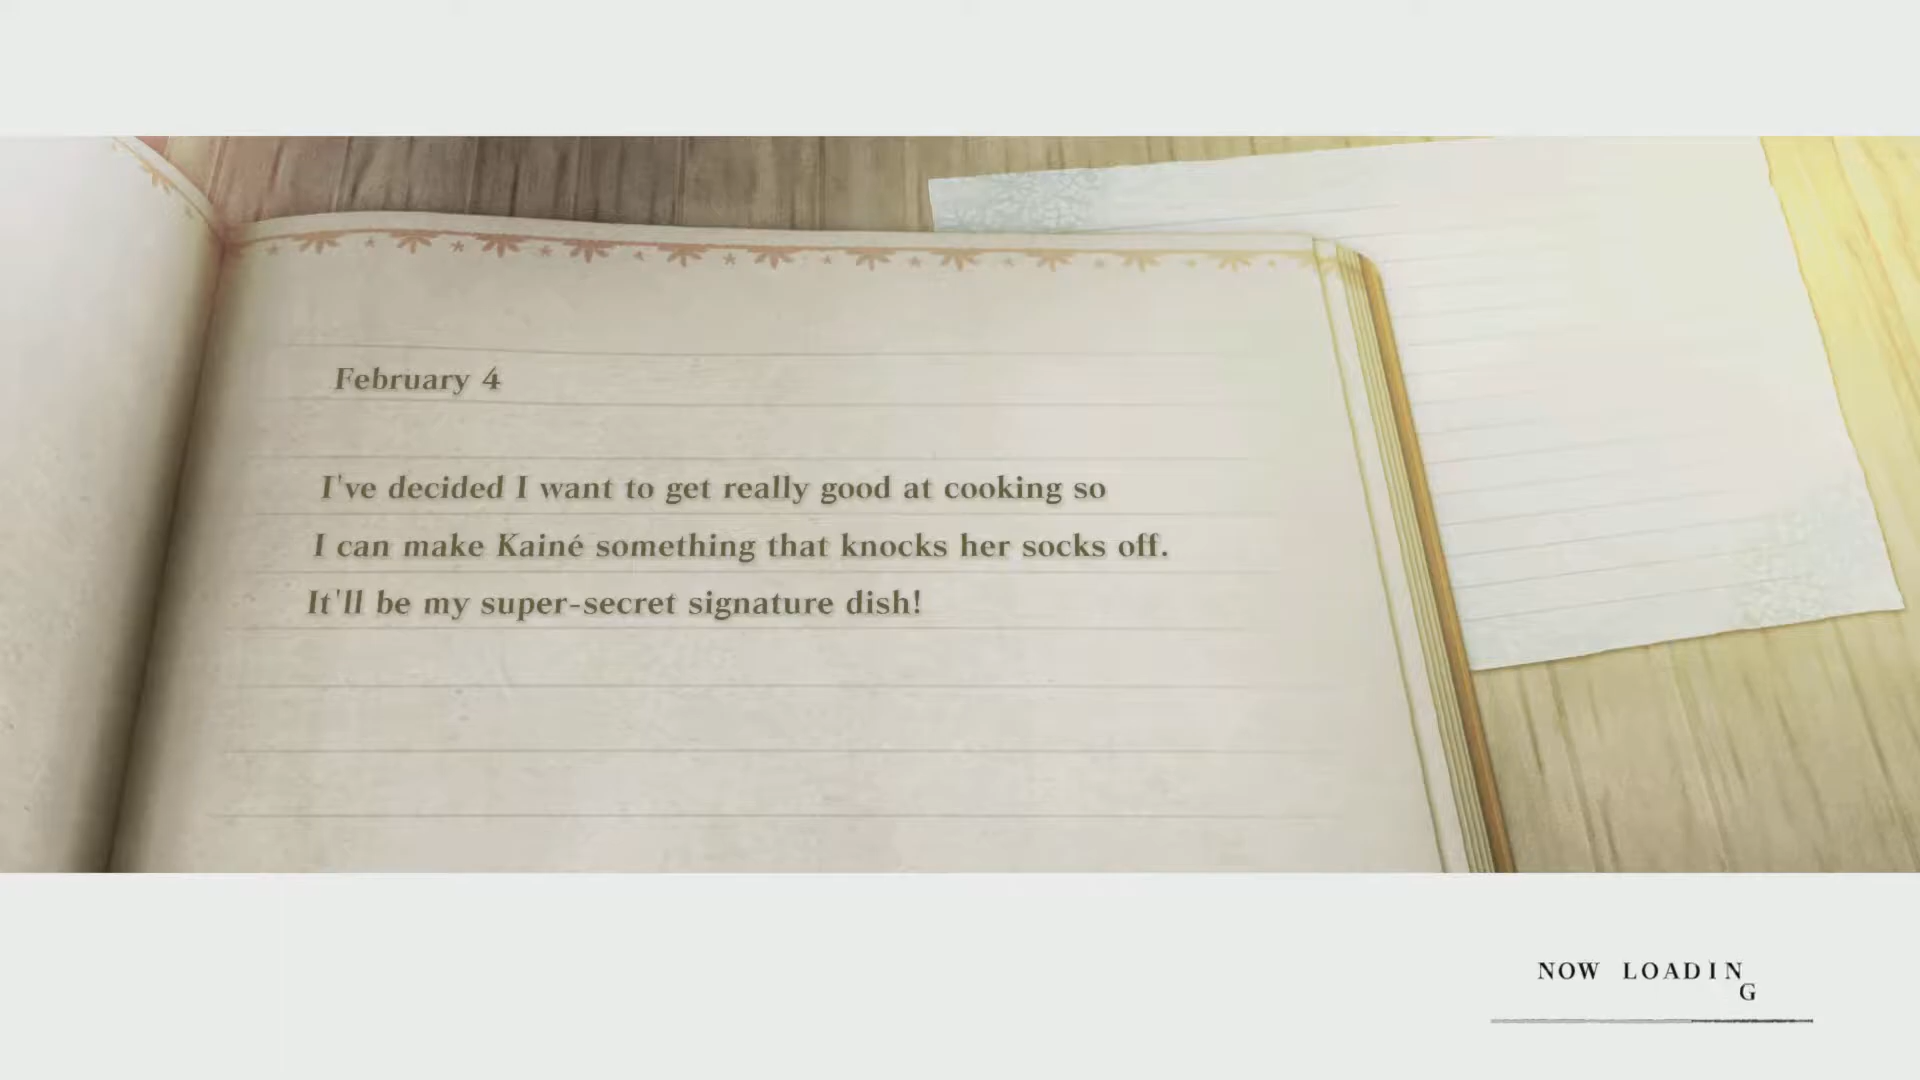 February 4
I've decided I want to get really good at cooking so
I can make Kainé something that knocks her socks off.
It'll be my super-secret signature dish!
NOW LOADING